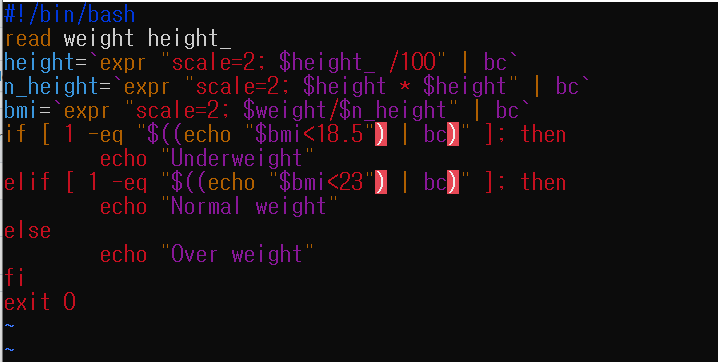 #!/bin/bash
read weight height_
height=`expr "scale=2; $height_ /100" | bc`
n_height=`expr "scale=2; $height * $height" | bc`
bmi=`expr "scale=2; $weight/$n_height" | bc`
if [ 1 -eq "$((echo "$bmi<18.5") | bc)" ]; then
        echo "Underweight"
elif [ 1 -eq "$((echo "$bmi<23") | bc)" ]; then
        echo "Normal weight"
else
        echo "Over weight"
fi
exit 0
~
~